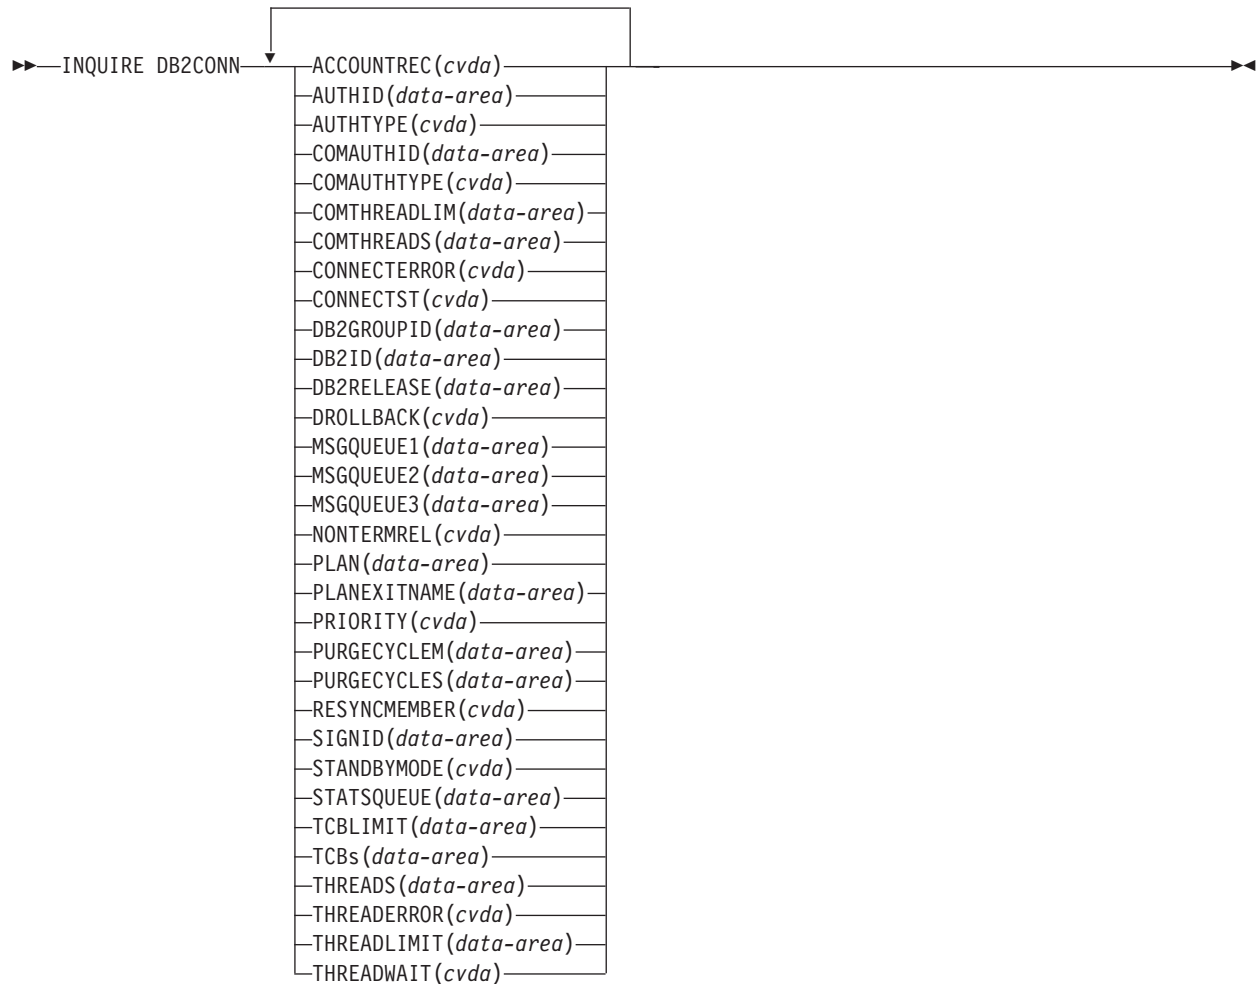 INQUIRE DB2CONN ACCOUNTREC(cvda)
AUTHID(data-area)
AUTHTYPE(cvda)
COMAUTHID(data-area)
COMAUTHTYPE(cvda)
COMTHREADLIM(data-area)
COMTHREADS(data-area)
CONNECTERROR(cvda)
CONNECTST(cvda)
DB2GROUPID(data-area)
DB2ID(data-area)
DB2RELEASE(data-area)
DROLLBACK(cvda)
MSGQUEUE1(data-area)
MSGQUEUE2(data-area)
MSGQUEUE3(data-area)
NONTERMREL(cvda)
PLAN(data-area)
PLANEXITNAME(data-area)
PRIORITY(cvda)
PURGECYCLEM(data-area)
PURGECYCLES(data-area)
RESYNCMEMBER(cvda)
SIGNID(data-area)
STANDBYMODE(cvda)
STATSQUEUE(data-area)
TCBLIMIT(data-area)
TCBs(data-area)
THREADS(data-area)
THREADERROR(cvda)
THREADLIMIT(data-area)
THREADWAIT(cvda)